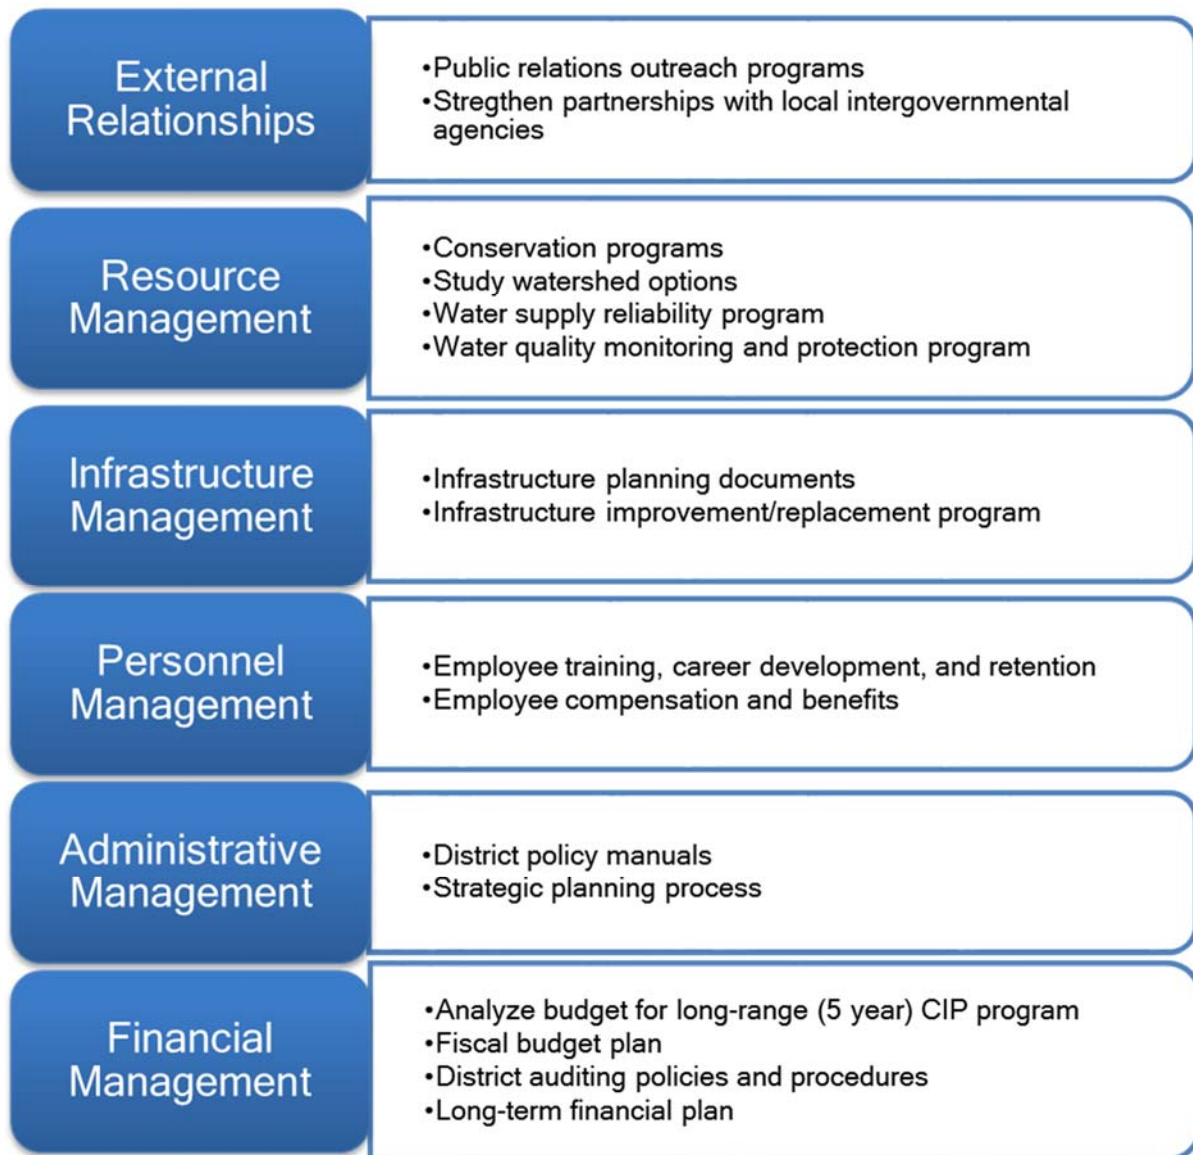 External
Relationships
•Public relations outreach programs
•Stregthen partnerships with local intergovernmental
agencies
Resource
Management
•Conservation programs
•Study watershed options
•Water supply reliability program
•Water quality monitoring and protection program
Infrastructure
Management
•Infrastructure planning documents
•Infrastructure improvement/replacement program
Personnel
Management
•Employee training, career development, and retention
•Employee compensation and benefits
Administrative
Management
•District policy manuals
•Strategic planning process
Financial
Management
•Analyze budget for long-range (5 year) CIP program
•Fiscal budget plan
•District auditing policies and procedures
•Long-term financial plan